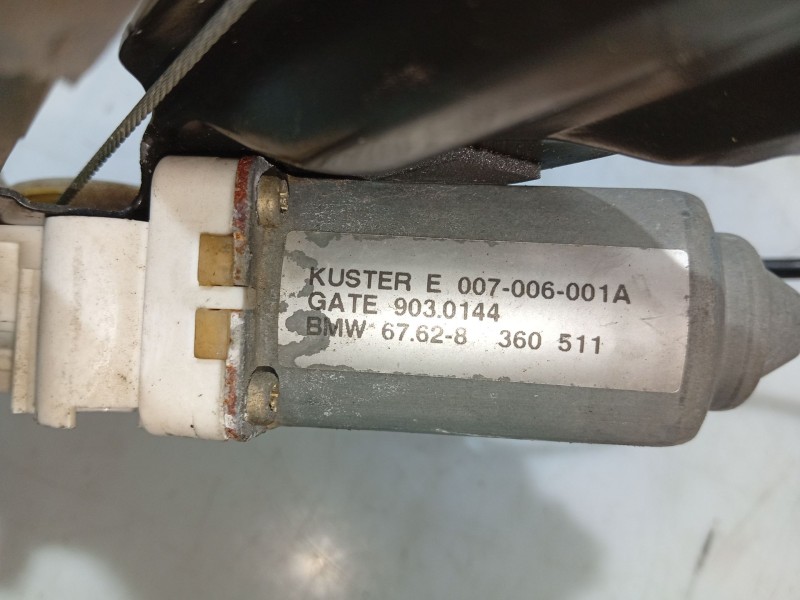 KUSTER E 007-006-001A
GATE 903.0144
BMW 67.62-8 360 511